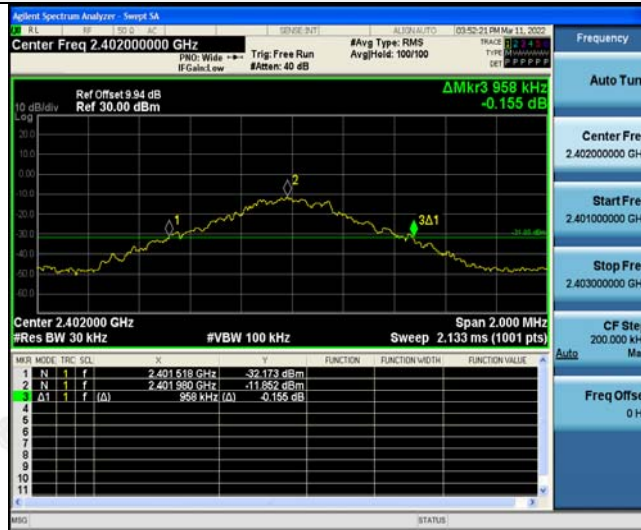 Agilent Spectrum Analyzer - Swept SA
RL RF 50 Ω AC SENSE:INT ALIGNAUTO 03:52:21 PM Mar 11, 2022
Center Freq 2.402000000 GHz
#Avg Type: RMS
TRACE 1 2 3 4 5 6
PNO: Wide
Trig: Free Run
Avg|Hold: 100/100
TYPE
IFGain:Low
#Atten: 40 dB
DET P P P P P P
Frequency
Auto Tun
ΔMkr3 958 kHz
Ref Offset 9.94 dB
10 dB/div Ref 30.00 dBm
-0.155 dB
Log
20.0
10.0
0.00
-10.0
-20.0
-30.0
-40.0
-50.0
-60.0
2
1
3Δ1
Center Fre
2.402000000 GH
Start Fre
2.401000000 GH
Stop Fre
2.403000000 GH
Center 2.402000 GHz
Span 2.000 MHz
#Res BW 30 kHz
#VBW 100 kHz
Sweep 2.133 ms (1001 pts)
CF Ste
200.000 kH
Auto Ma
MKR MODE TRC SCL X Y FUNCTION FUNCTION WIDTH FUNCTION VALUE
1 N 1 f 2.401 518 GHz -32.173 dBm
2 N 1 f 2.401 980 GHz -11.852 dBm
3 Δ1 1 f (Δ) 958 kHz (Δ) -0.155 dB
4
5
6
7
8
9
10
11
Freq Offse
0 H
MSG
STATUS